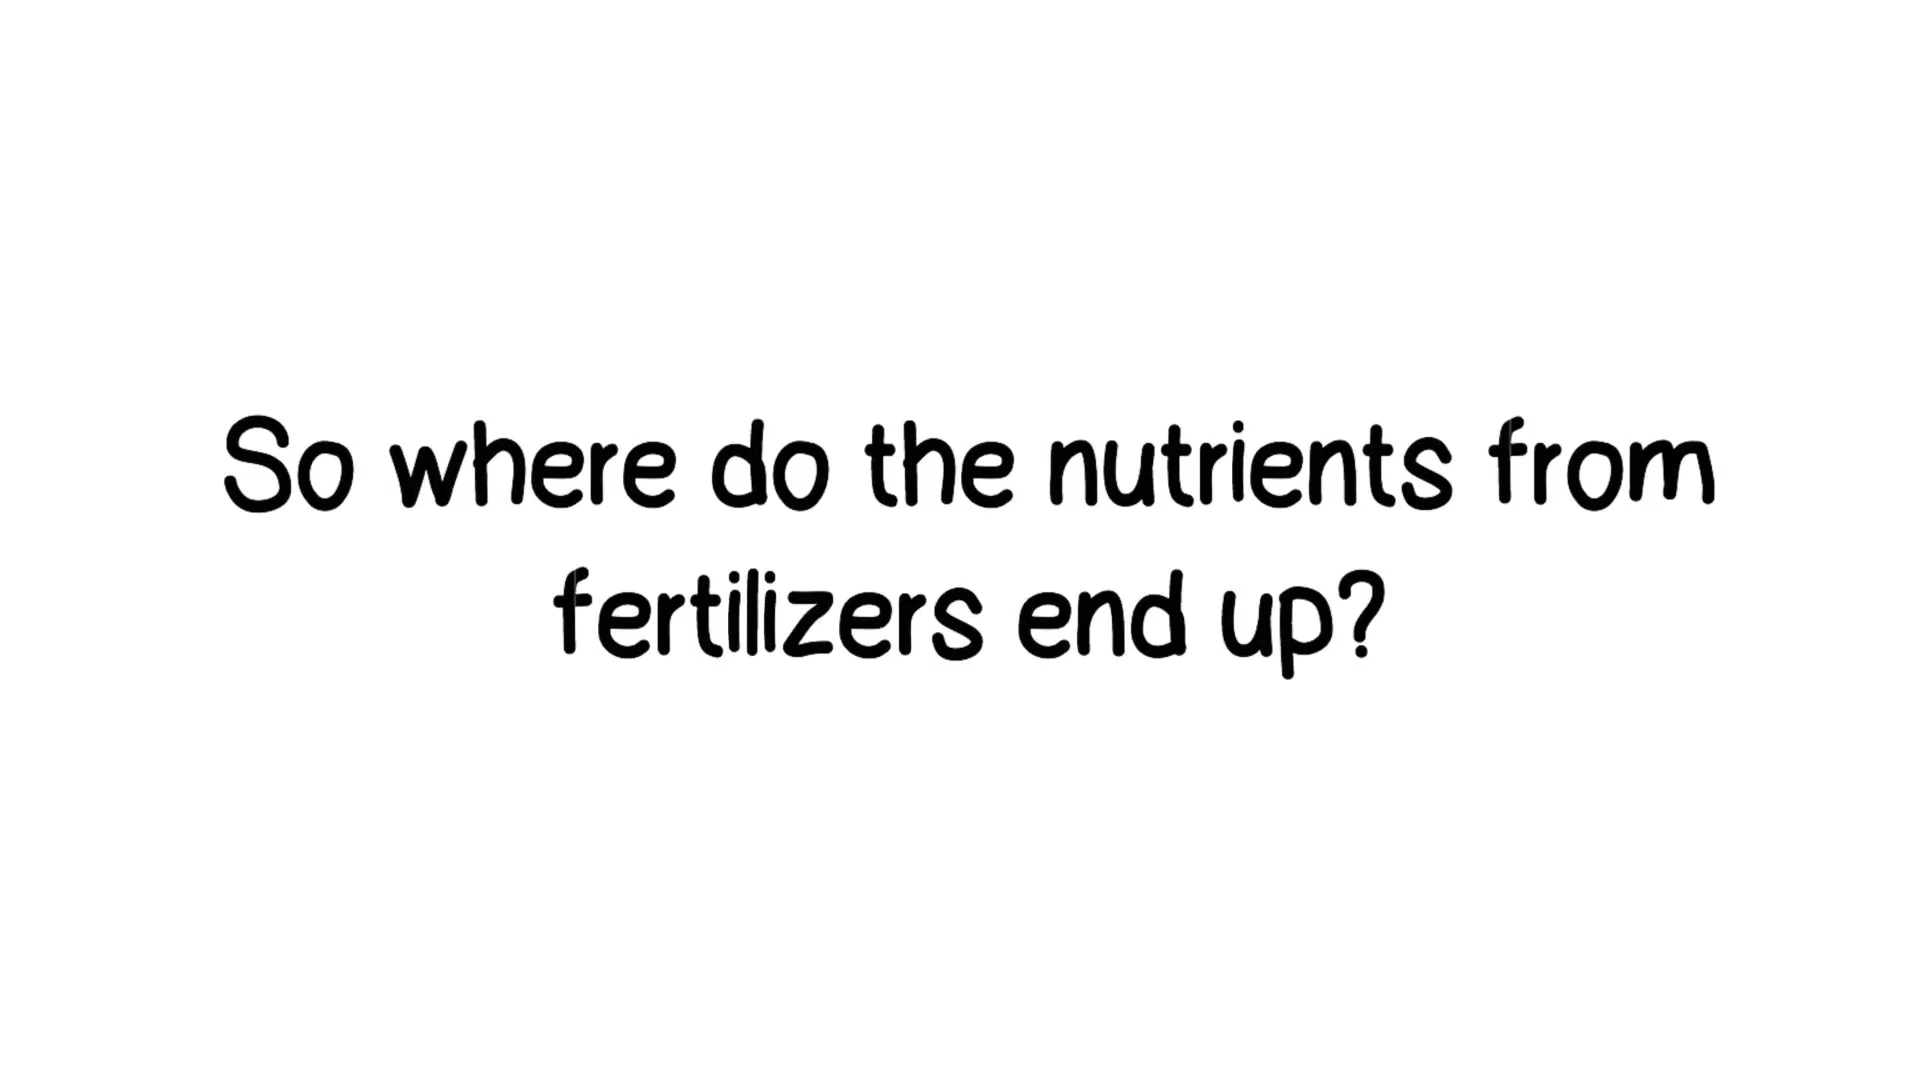 So where do the nutrients from
fertilizers end up?